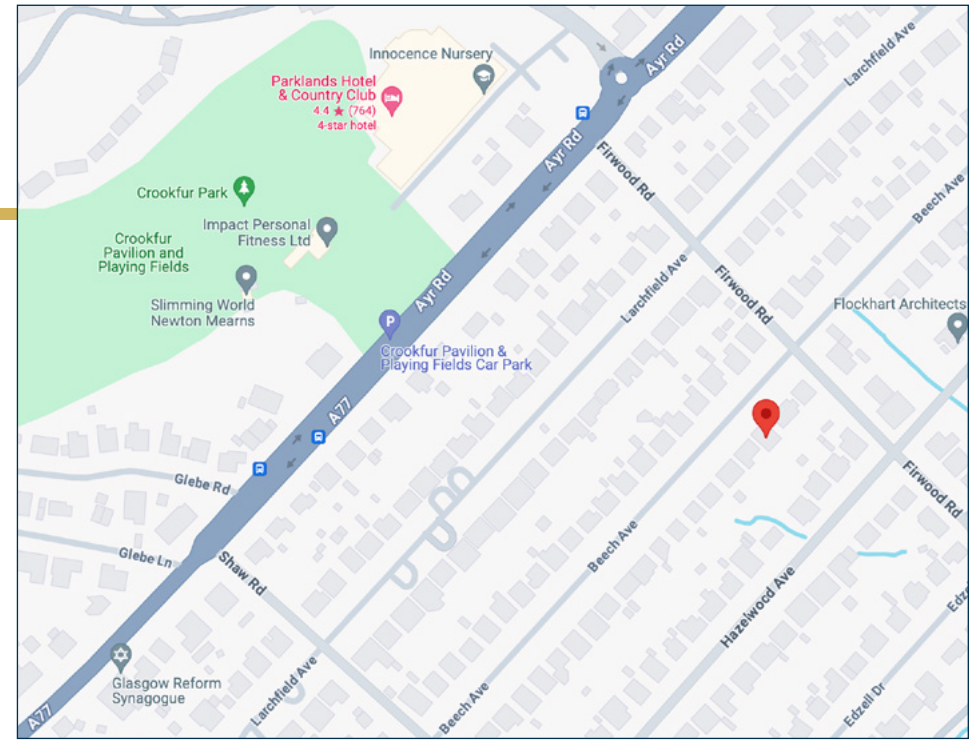 Innocence Nursery
Ayr Rd
Larchfield Ave
Parklands Hotel
& Country Club
4.4 ★ (764)
4-star hotel
Ayr Rd
Firwood Rd
Beech Ave
Crookfur Park
Impact Personal
Fitness Ltd
Crookfur
Pavilion and
Playing Fields
Ayr Rd
Larchfield Ave
Firwood Rd
Slimming World
Newton Mearns
Flockhart Architects
P
Crookfur Pavilion &
Playing Fields Car Park
A77
Glebe Rd
Firwood Rd
Glebe Ln
Shaw Rd
Beech Ave
Hazelwood Ave
Edz
Glasgow Reform
Synagogue
Larchfield Ave
Beech Ave
Edzell Dr
A77